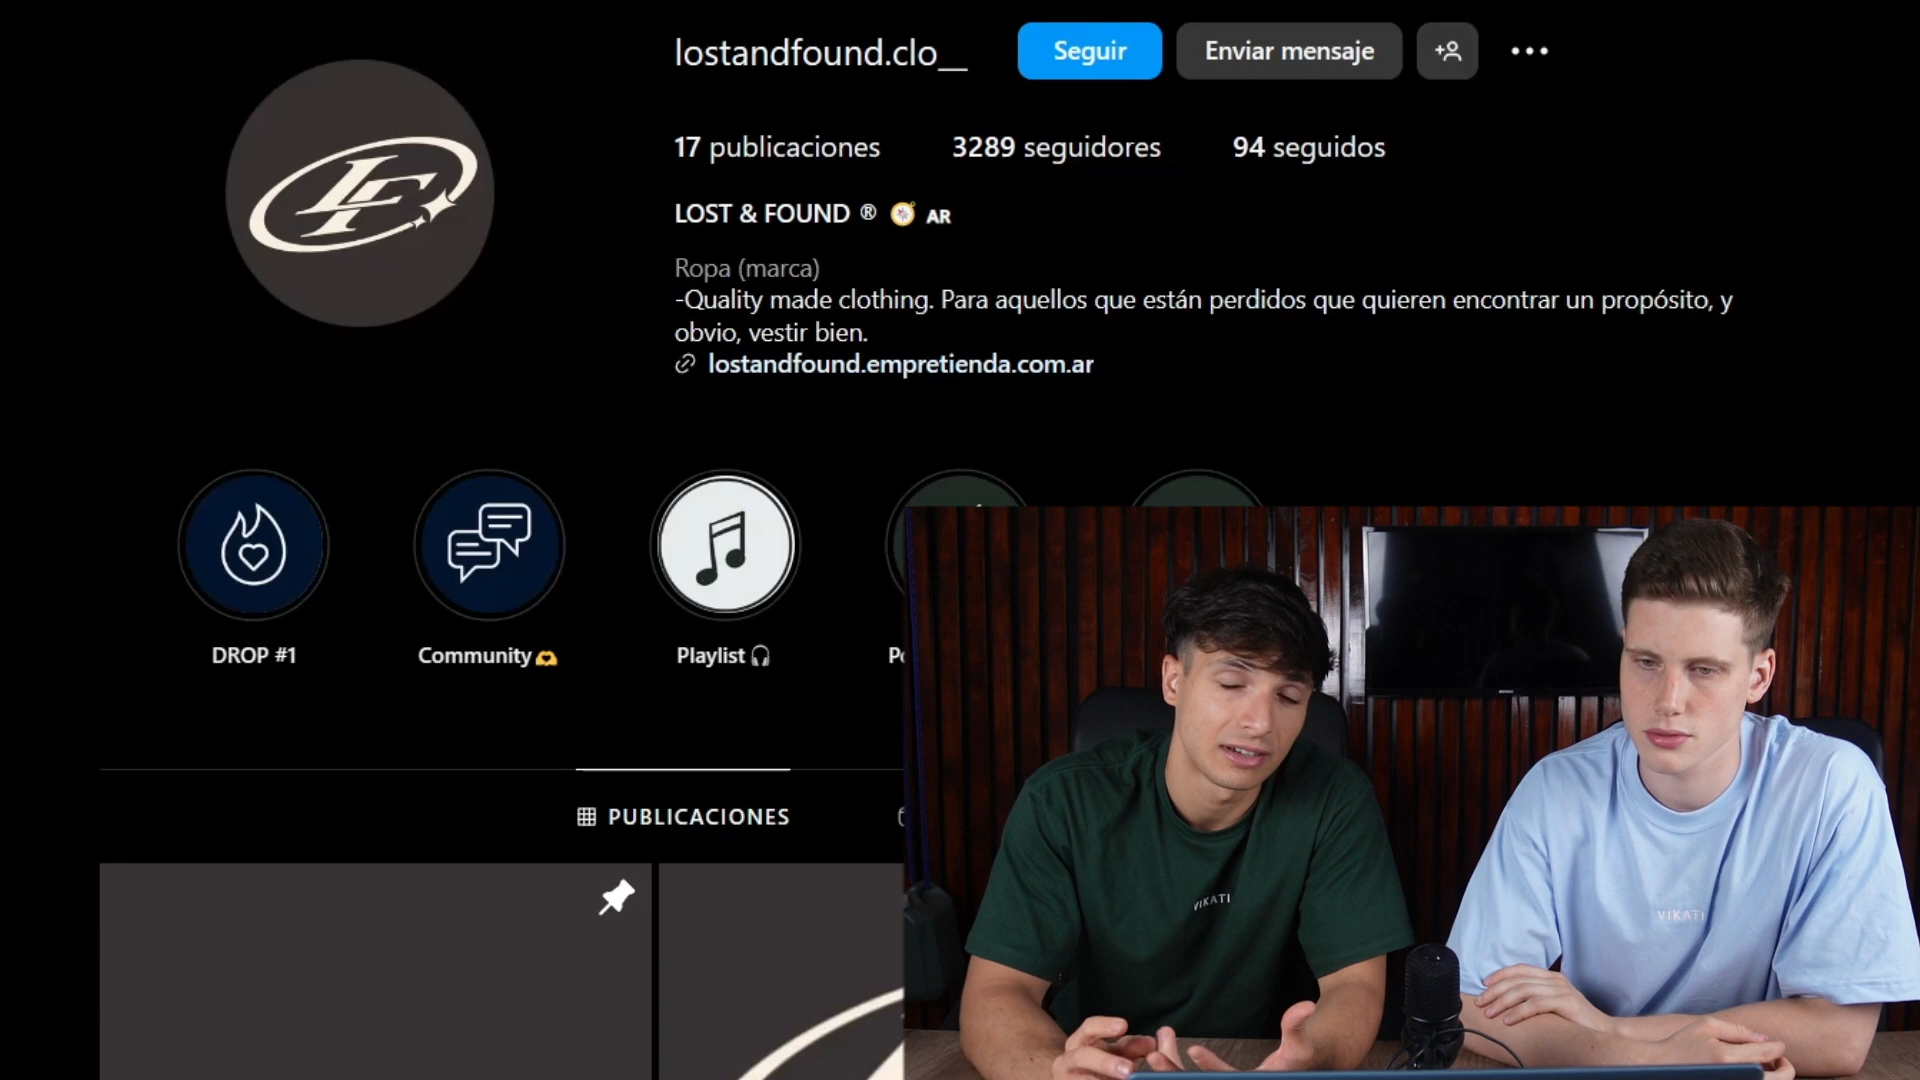 lostandfound.clo__
Seguir
Enviar mensaje
17 publicaciones
3289 seguidores
94 seguidos
LOST & FOUND ® 🧭 AR
Ropa (marca)
-Quality made clothing. Para aquellos que están perdidos que quieren encontrar un propósito, y
obvio, vestir bien.
lostandfound.empretienda.com.ar
LF
DROP #1
Community🫶
Playlist🎧
PUBLICACIONES
VIKATI
VIKATI